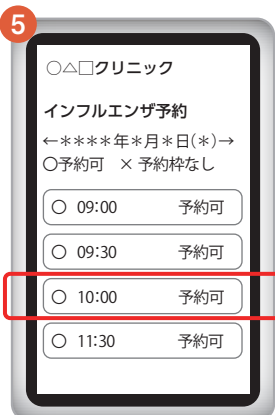 5
○△□クリニック
インフルエンザ予約
←＊＊＊＊年＊月＊日(＊)→
○予約可　× 予約枠なし
○ 09:00　予約可
○ 09:30　予約可
○ 10:00　予約可
○ 11:30　予約可